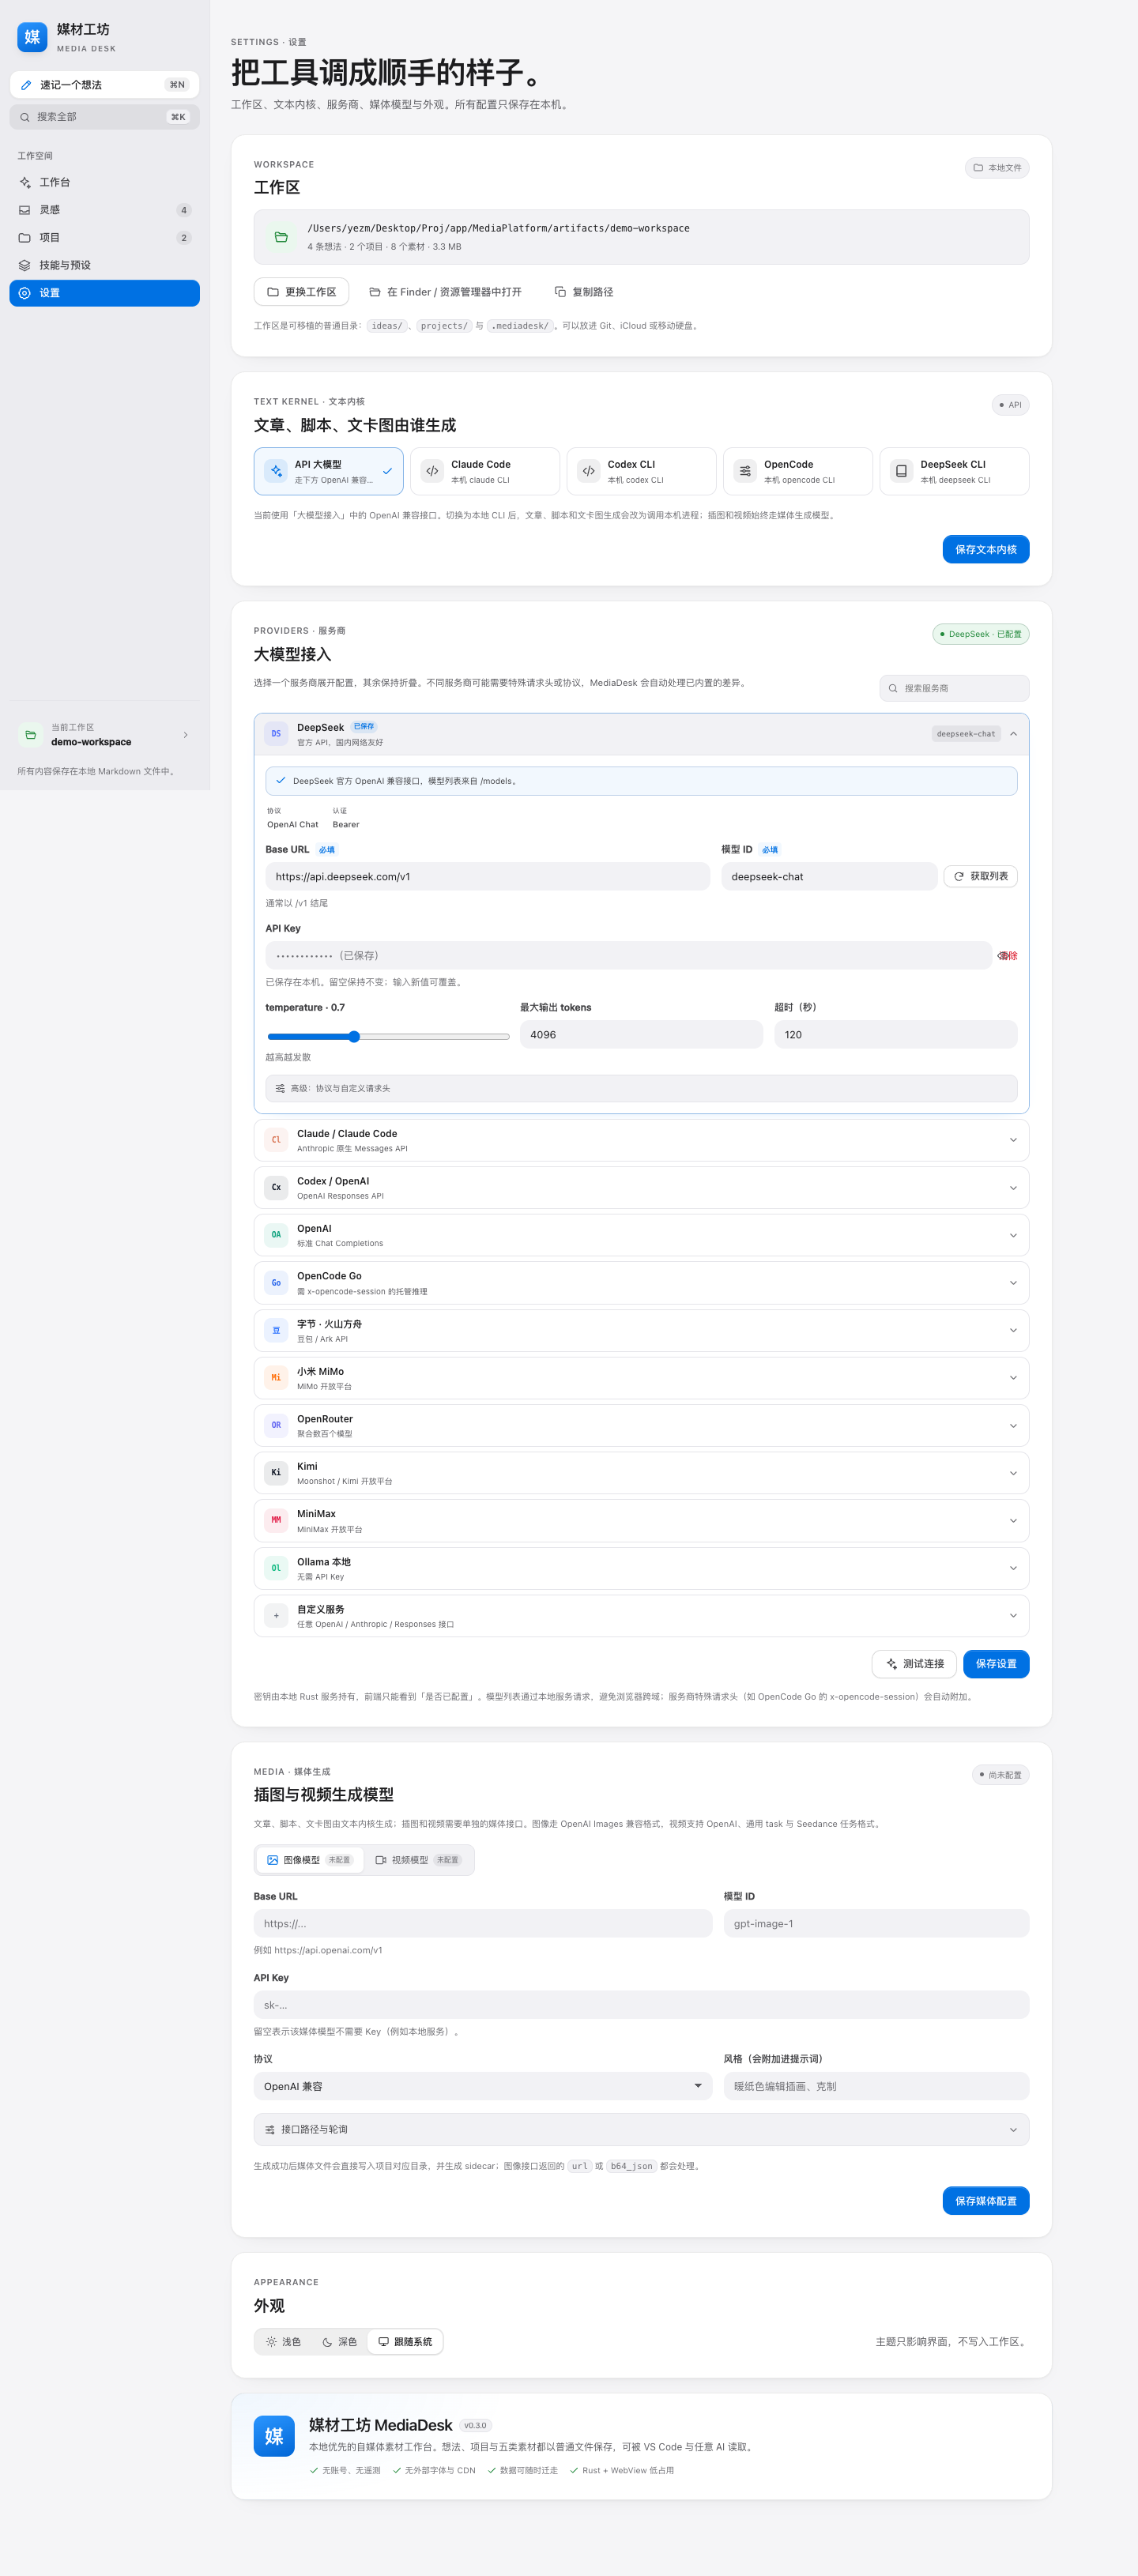 媒
媒材工坊
MEDIA DESK
速记一个想法 ⌘N
搜索全部 ⌘K
工作空间
工作台
灵感 4
项目 2
技能与预设
设置
当前工作区
demo-workspace
所有内容保存在本地 Markdown 文件中。
SETTINGS · 设置
把工具调成顺手的样子。
工作区、文本内核、服务商、媒体模型与外观。所有配置只保存在本机。
WORKSPACE
工作区
本地文件
/Users/yezm/Desktop/Proj/app/MediaPlatform/artifacts/demo-workspace
4 条想法 · 2 个项目 · 8 个素材 · 3.3 MB
更换工作区 在 Finder / 资源管理器中打开 复制路径
工作区是可移植的普通目录： ideas/、 projects/ 与 .mediadesk/。可以放进 Git、iCloud 或移动硬盘。
TEXT KERNEL · 文本内核
文章、脚本、文卡图由谁生成
API
API 大模型
走下方 OpenAI 兼容...
Claude Code
本机 claude CLI
Codex CLI
本机 codex CLI
OpenCode
本机 opencode CLI
DeepSeek CLI
本机 deepseek CLI
当前使用「大模型接入」中的 OpenAI 兼容接口。切换为本地 CLI 后，文章、脚本和文卡图生成会改为调用本机进程；插图和视频始终走媒体生成模型。
保存文本内核
PROVIDERS · 服务商
大模型接入
DeepSeek · 已配置
选择一个服务商展开配置，其余保持折叠。不同服务商可能需要特殊请求头或协议，MediaDesk 会自动处理已内置的差异。
搜索服务商
DS
DeepSeek 已保存
官方 API，国内网络友好
deepseek-chat
DeepSeek 官方 OpenAI 兼容接口，模型列表来自 /models。
协议 认证
OpenAI Chat Bearer
Base URL 必填 模型 ID 必填
https://api.deepseek.com/v1 deepseek-chat 获取列表
通常以 /v1 结尾
API Key
••••••••••••（已保存） 清除
已保存在本机。留空保持不变；输入新值可覆盖。
temperature · 0.7 最大输出 tokens 超时（秒）
4096 120
越高越发散
高级：协议与自定义请求头
Cl
Claude / Claude Code
Anthropic 原生 Messages API
Cx
Codex / OpenAI
OpenAI Responses API
OA
OpenAI
标准 Chat Completions
Go
OpenCode Go
需 x-opencode-session 的托管推理
豆
字节 · 火山方舟
豆包 / Ark API
Mi
小米 MiMo
MiMo 开放平台
OR
OpenRouter
聚合数百个模型
Ki
Kimi
Moonshot / Kimi 开放平台
MM
MiniMax
MiniMax 开放平台
Ol
Ollama 本地
无需 API Key
+
自定义服务
任意 OpenAI / Anthropic / Responses 接口
测试连接 保存设置
密钥由本地 Rust 服务持有，前端只能看到「是否已配置」。模型列表通过本地服务请求，避免浏览器跨域；服务商特殊请求头（如 OpenCode Go 的 x-opencode-session）会自动附加。
MEDIA · 媒体生成
插图与视频生成模型
尚未配置
文章、脚本、文卡图由文本内核生成；插图和视频需要单独的媒体接口。图像走 OpenAI Images 兼容格式，视频支持 OpenAI、通用 task 与 Seedance 任务格式。
图像模型 未配置 视频模型 未配置
Base URL 模型 ID
https://... gpt-image-1
例如 https://api.openai.com/v1
API Key
sk-...
留空表示该媒体模型不需要 Key（例如本地服务）。
协议 风格（会附加进提示词）
OpenAI 兼容 暖纸色编辑插画、克制
接口路径与轮询
生成成功后媒体文件会直接写入项目对应目录，并生成 sidecar；图像接口返回的 url 或 b64_json 都会处理。
保存媒体配置
APPEARANCE
外观
浅色 深色 跟随系统
主题只影响界面，不写入工作区。
媒
媒材工坊 MediaDesk v0.3.0
本地优先的自媒体素材工作台。想法、项目与五类素材都以普通文件保存，可被 VS Code 与任意 AI 读取。
无账号、无遥测 无外部字体与 CDN 数据可随时迁走 Rust + WebView 低占用